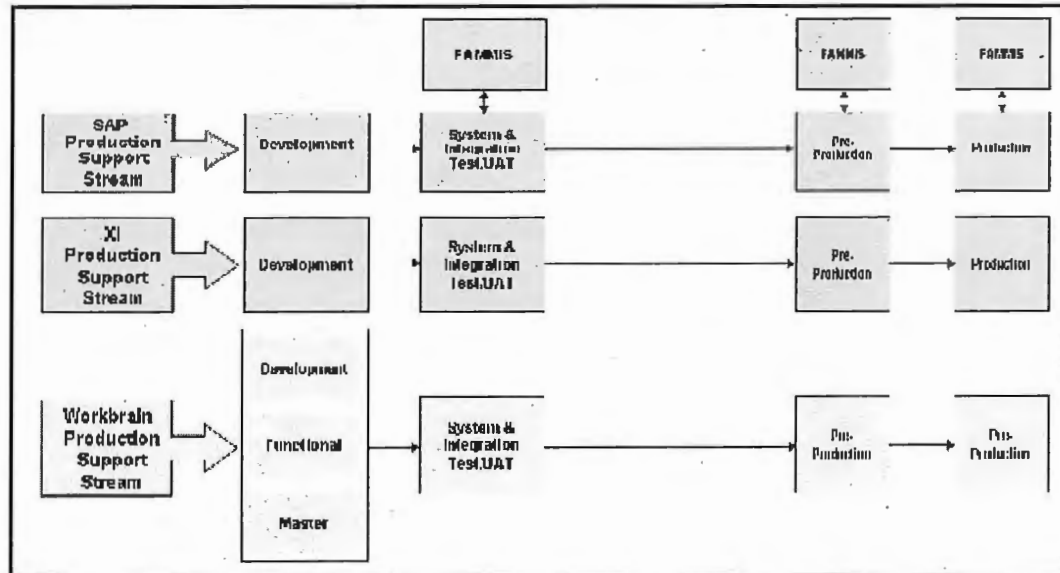 FAMMIS
FAMMIS
FAMMIS
SAP
Production
Support
Stream
Development
System &
Integration
Test.UAT
Pre-
Production
Production
XI
Production
Support
Stream
Development
System &
Integration
Test.UAT
Pre-
Production
Production
Workbrain
Production
Support
Stream
Development
Functional
Master
System &
Integration
Test.UAT
Pre-
Production
Pre-
Production